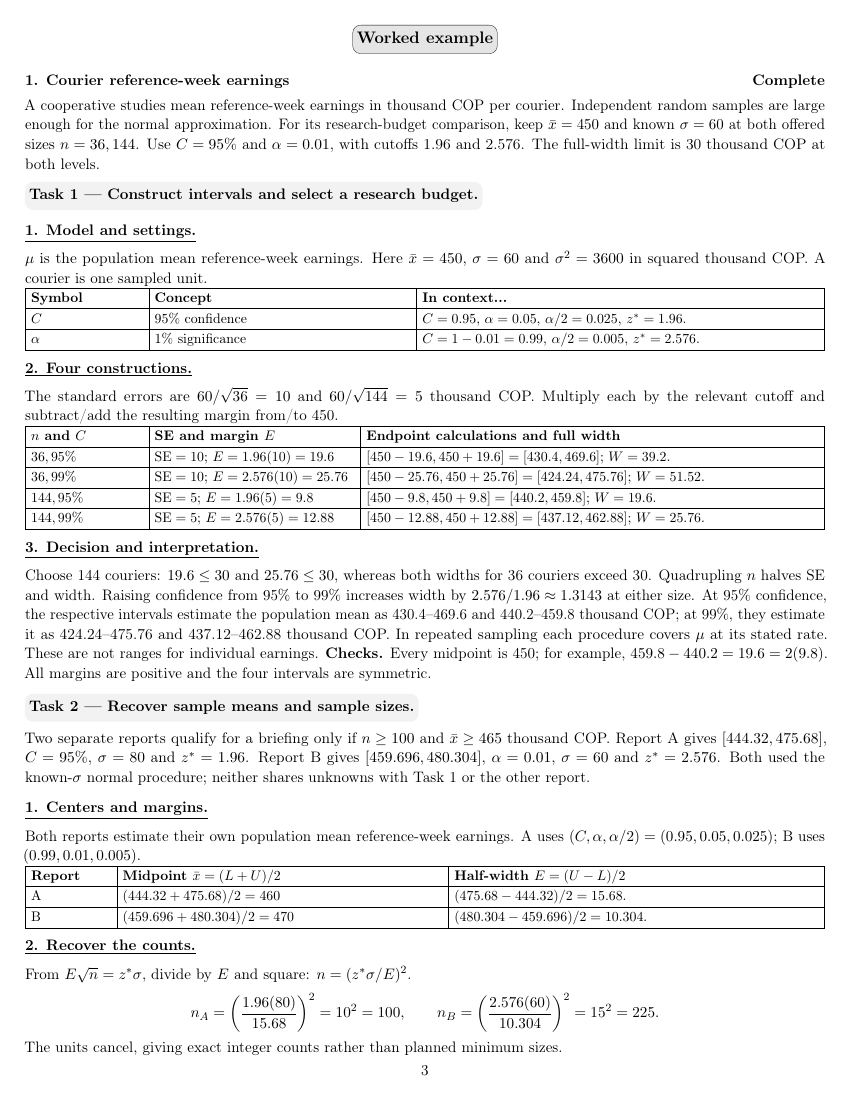 Worked example
1. Courier reference-week earnings Complete
A cooperative studies mean reference-week earnings in thousand COP per courier. Independent random samples are large
enough for the normal approximation. For its research-budget comparison, keep x̄ = 450 and known σ = 60 at both offered
sizes n = 36, 144. Use C = 95% and α = 0.01, with cutoffs 1.96 and 2.576. The full-width limit is 30 thousand COP at
both levels.
Task 1 — Construct intervals and select a research budget.
1. Model and settings.
μ is the population mean reference-week earnings. Here x̄ = 450, σ = 60 and σ² = 3600 in squared thousand COP. A
courier is one sampled unit.
Symbol Concept In context...
C 95% confidence C = 0.95, α = 0.05, α/2 = 0.025, z* = 1.96.
α 1% significance C = 1 − 0.01 = 0.99, α/2 = 0.005, z* = 2.576.
2. Four constructions.
The standard errors are 60/√36 = 10 and 60/√144 = 5 thousand COP. Multiply each by the relevant cutoff and
subtract/add the resulting margin from/to 450.
n and C SE and margin E Endpoint calculations and full width
36, 95% SE = 10; E = 1.96(10) = 19.6 [450 − 19.6, 450 + 19.6] = [430.4, 469.6]; W = 39.2.
36, 99% SE = 10; E = 2.576(10) = 25.76 [450 − 25.76, 450 + 25.76] = [424.24, 475.76]; W = 51.52.
144, 95% SE = 5; E = 1.96(5) = 9.8 [450 − 9.8, 450 + 9.8] = [440.2, 459.8]; W = 19.6.
144, 99% SE = 5; E = 2.576(5) = 12.88 [450 − 12.88, 450 + 12.88] = [437.12, 462.88]; W = 25.76.
3. Decision and interpretation.
Choose 144 couriers: 19.6 ≤ 30 and 25.76 ≤ 30, whereas both widths for 36 couriers exceed 30. Quadrupling n halves SE
and width. Raising confidence from 95% to 99% increases width by 2.576/1.96 ≈ 1.3143 at either size. At 95% confidence,
the respective intervals estimate the population mean as 430.4–469.6 and 440.2–459.8 thousand COP; at 99%, they estimate
it as 424.24–475.76 and 437.12–462.88 thousand COP. In repeated sampling each procedure covers μ at its stated rate.
These are not ranges for individual earnings. Checks. Every midpoint is 450; for example, 459.8 − 440.2 = 19.6 = 2(9.8).
All margins are positive and the four intervals are symmetric.
Task 2 — Recover sample means and sample sizes.
Two separate reports qualify for a briefing only if n ≥ 100 and x̄ ≥ 465 thousand COP. Report A gives [444.32, 475.68],
C = 95%, σ = 80 and z* = 1.96. Report B gives [459.696, 480.304], α = 0.01, σ = 60 and z* = 2.576. Both used the
known-σ normal procedure; neither shares unknowns with Task 1 or the other report.
1. Centers and margins.
Both reports estimate their own population mean reference-week earnings. A uses (C, α, α/2) = (0.95, 0.05, 0.025); B uses
(0.99, 0.01, 0.005).
Report Midpoint x̄ = (L + U)/2 Half-width E = (U − L)/2
A (444.32 + 475.68)/2 = 460 (475.68 − 444.32)/2 = 15.68.
B (459.696 + 480.304)/2 = 470 (480.304 − 459.696)/2 = 10.304.
2. Recover the counts.
From E√n = z*σ, divide by E and square: n = (z*σ/E)².
n_A = (1.96(80)/15.68)² = 10² = 100, n_B = (2.576(60)/10.304)² = 15² = 225.
The units cancel, giving exact integer counts rather than planned minimum sizes.
3